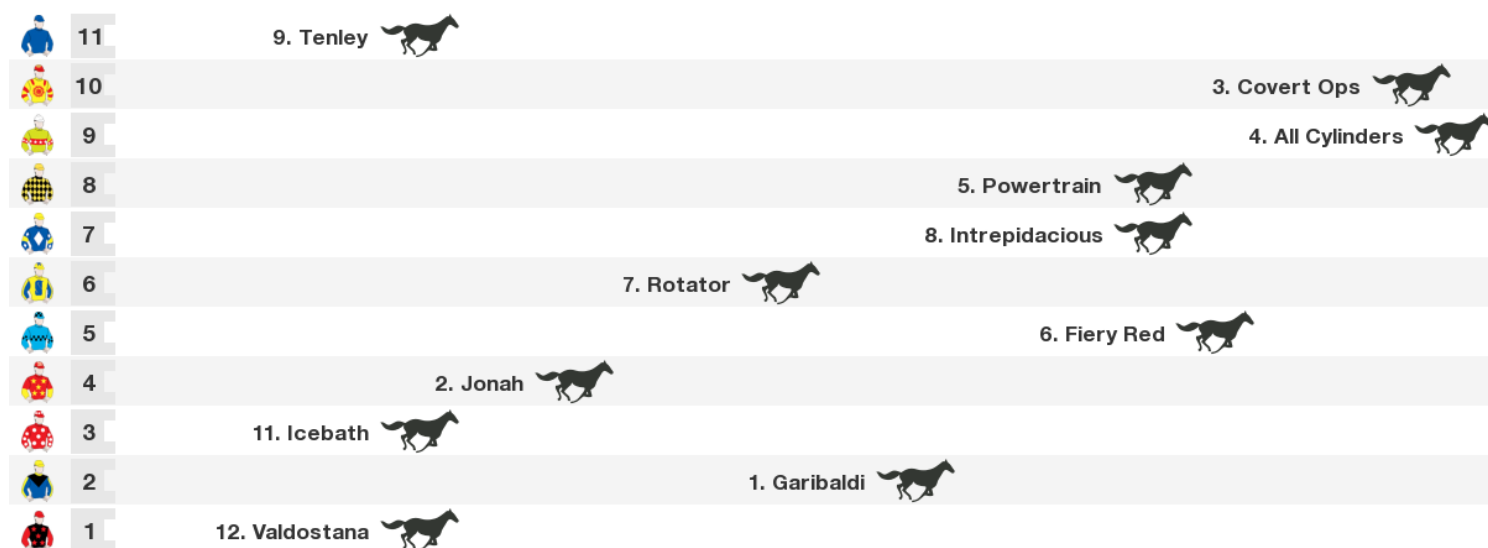 11 9. Tenley
10 3. Covert Ops
9 4. All Cylinders
8 5. Powertrain
7 8. Intrepidacious
6 7. Rotator
5 6. Fiery Red
4 2. Jonah
3 11. Icebath
2 1. Garibaldi
1 12. Valdostana